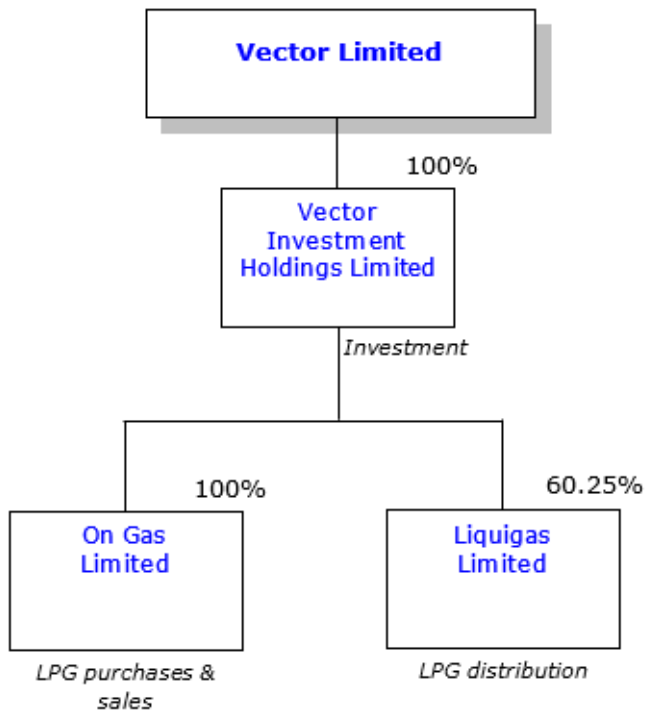 Vector Limited
100%
Vector
Investment
Holdings Limited
Investment
100%
60.25%
On Gas
Limited
Liquigas
Limited
LPG purchases &
sales
LPG distribution